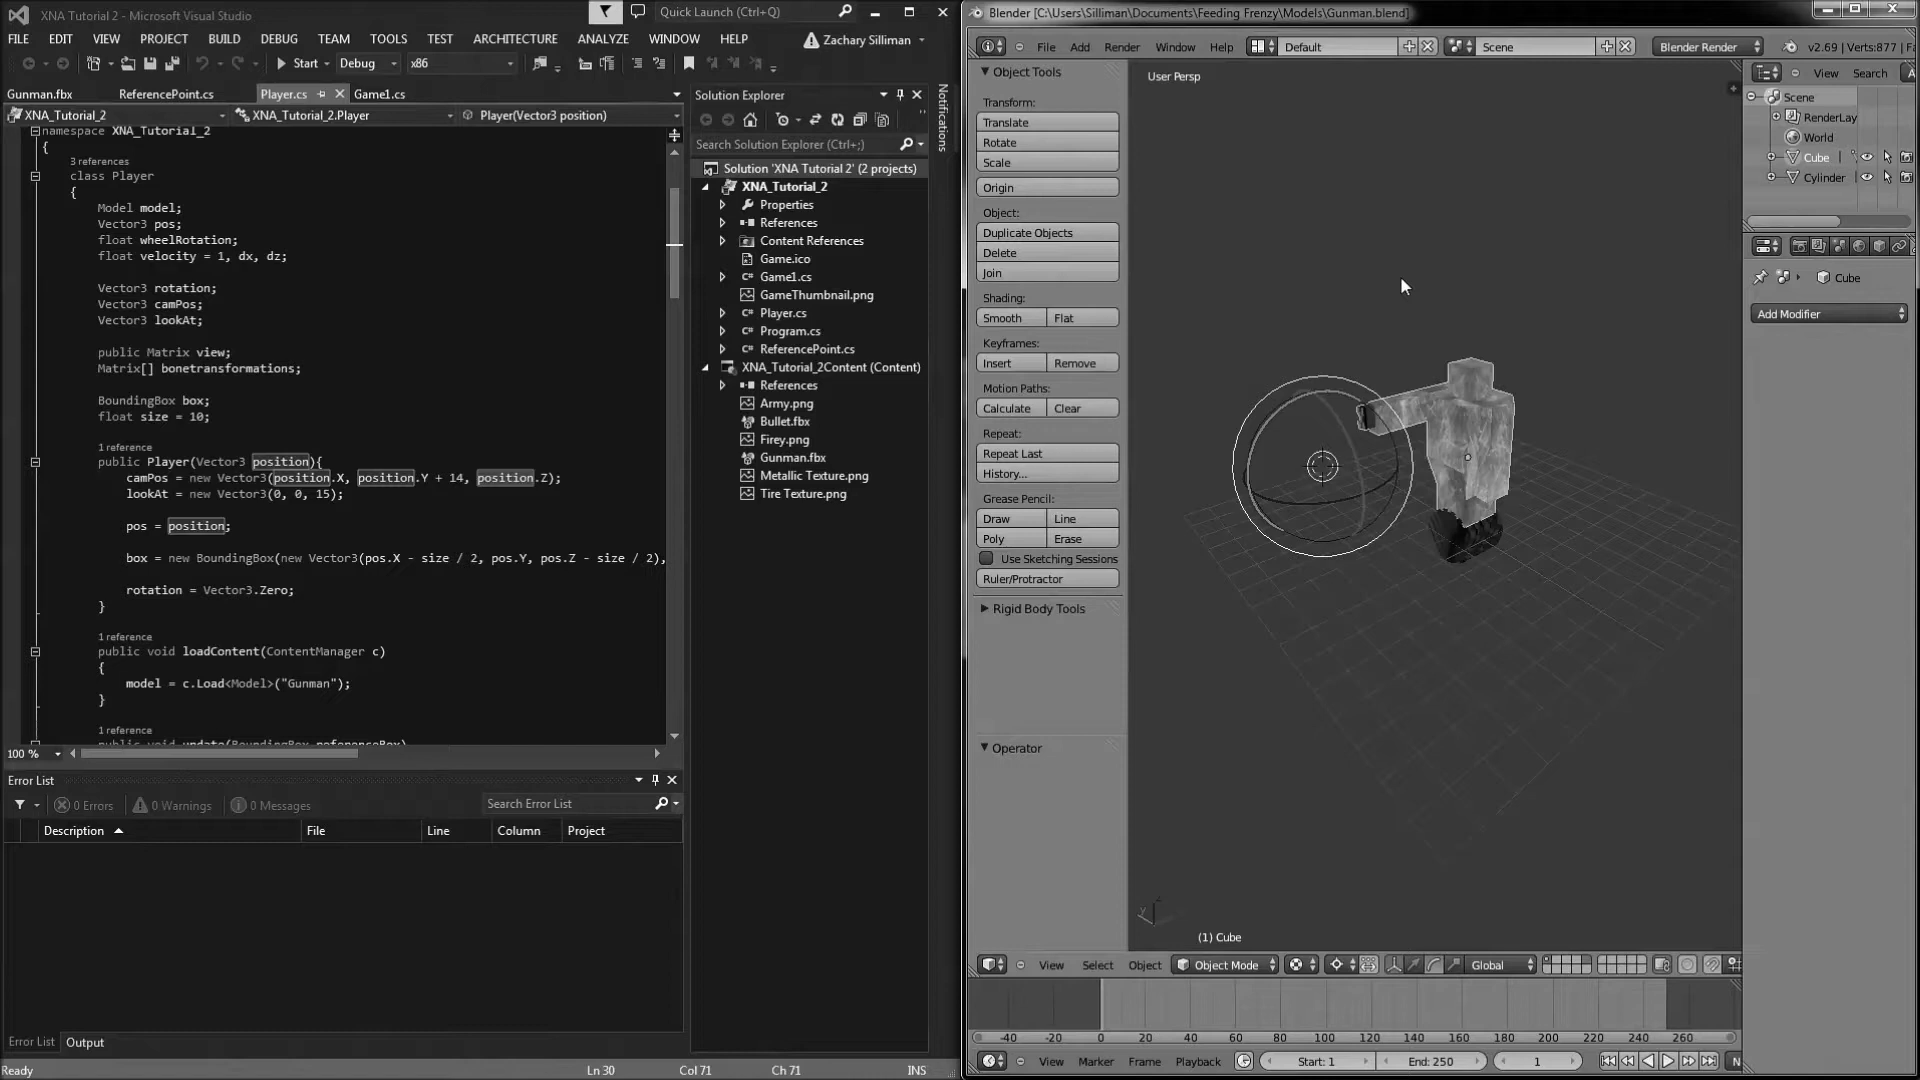 XNA Tutorial 2 - Microsoft Visual Studio
Quick Launch (Ctrl+Q)
FILE EDIT VIEW PROJECT BUILD DEBUG TEAM TOOLS TEST ARCHITECTURE ANALYZE WINDOW HELP
Zachary Silliman
Start Debug x86
Gunman.fbx ReferencePoint.cs Player.cs Game1.cs
XNA_Tutorial_2 XNA_Tutorial_2.Player Player(Vector3 position)
namespace XNA_Tutorial_2
{
3 references
class Player
{
Model model;
Vector3 pos;
float wheelRotation;
float velocity = 1, dx, dz;
Vector3 rotation;
Vector3 camPos;
Vector3 lookAt;
public Matrix view;
Matrix[] bonetransformations;
BoundingBox box;
float size = 10;
1 reference
public Player(Vector3 position){
camPos = new Vector3(position.X, position.Y + 14, position.Z);
lookAt = new Vector3(0, 0, 15);
pos = position;
box = new BoundingBox(new Vector3(pos.X - size / 2, pos.Y, pos.Z - size / 2),
rotation = Vector3.Zero;
}
1 reference
public void loadContent(ContentManager c)
{
model = c.Load<Model>("Gunman");
}
1 reference
public void update(BoundingBox referenceBox)
100 %
Error List
0 Errors 0 Warnings 0 Messages Search Error List
Description File Line Column Project
Error List Output
Ready Ln 30 Col 71 Ch 71 INS
Solution Explorer
Search Solution Explorer (Ctrl+;)
Solution 'XNA Tutorial 2' (2 projects)
XNA_Tutorial_2
Properties
References
Content References
Game.ico
Game1.cs
GameThumbnail.png
Player.cs
Program.cs
ReferencePoint.cs
XNA_Tutorial_2Content (Content)
References
Army.png
Bullet.fbx
Firey.png
Gunman.fbx
Metallic Texture.png
Tire Texture.png
Notifications
Blender [C:\Users\Silliman\Documents\Feeding Frenzy\Models\Gunman.blend]
File Add Render Window Help Default Scene Blender Render v2.69 | Verts:877 | Fa
Object Tools
Transform:
Translate
Rotate
Scale
Origin
Object:
Duplicate Objects
Delete
Join
Shading:
Smooth Flat
Keyframes:
Insert Remove
Motion Paths:
Calculate Clear
Repeat:
Repeat Last
History...
Grease Pencil:
Draw Line
Poly Erase
Use Sketching Sessions
Ruler/Protractor
Rigid Body Tools
Operator
User Persp
(1) Cube
View Select Object Object Mode Global
-40 -20 0 20 40 60 80 100 120 140 160 180 200 220 240 260
View Marker Frame Playback Start: 1 End: 250 1 N
View Search A
Scene
RenderLay
World
Cube
Cylinder
Cube
Add Modifier